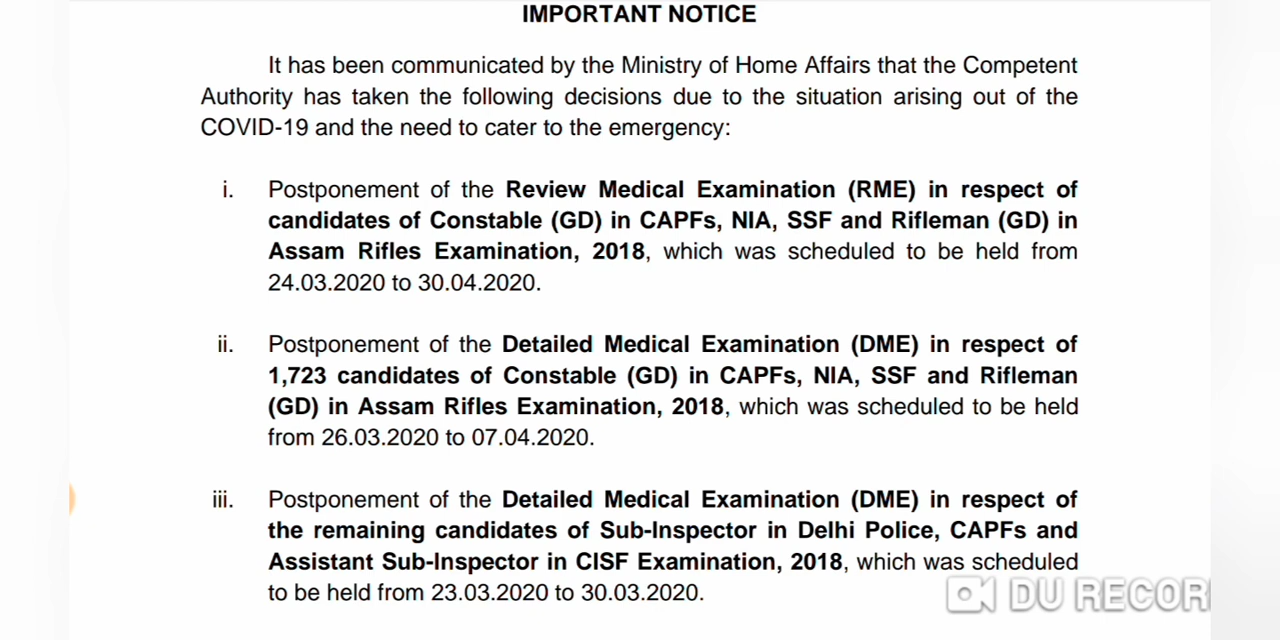 IMPORTANT NOTICE
It has been communicated by the Ministry of Home Affairs that the Competent
Authority has taken the following decisions due to the situation arising out of the
COVID-19 and the need to cater to the emergency:
i. Postponement of the Review Medical Examination (RME) in respect of
candidates of Constable (GD) in CAPFs, NIA, SSF and Rifleman (GD) in
Assam Rifles Examination, 2018, which was scheduled to be held from
24.03.2020 to 30.04.2020.
ii. Postponement of the Detailed Medical Examination (DME) in respect of
1,723 candidates of Constable (GD) in CAPFs, NIA, SSF and Rifleman
(GD) in Assam Rifles Examination, 2018, which was scheduled to be held
from 26.03.2020 to 07.04.2020.
iii. Postponement of the Detailed Medical Examination (DME) in respect of
the remaining candidates of Sub-Inspector in Delhi Police, CAPFs and
Assistant Sub-Inspector in CISF Examination, 2018, which was scheduled
to be held from 23.03.2020 to 30.03.2020.
DU RECOR